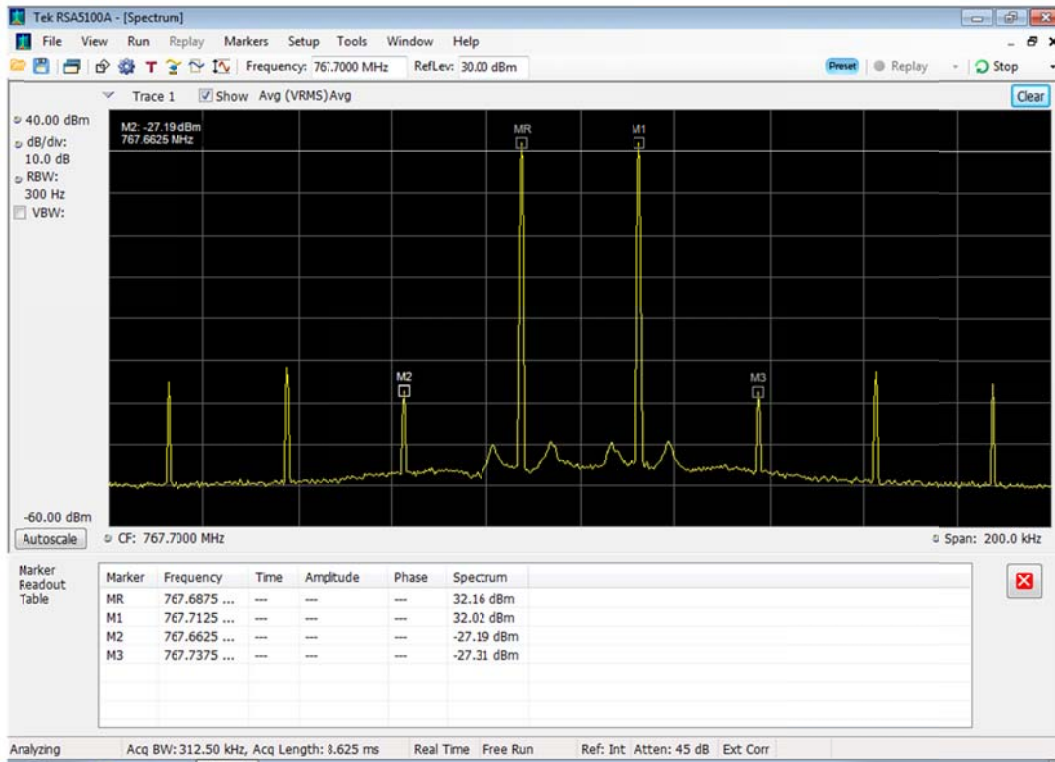 Tek RSA5100A - [Spectrum]
File View Run Replay Markers Setup Tools Window Help
T Frequency: 767.7000 MHz RefLev: 30.00 dBm Preset Replay Stop
Trace 1 Show Avg (VRMS)Avg Clear
40.00 dBm
dB/div:
10.0 dB
RBW:
300 Hz
VBW:
M2: -27.19dBm
767.6625 MHz
MR M1
M2 M3
-60.00 dBm
Autoscale CF: 767.7000 MHz Span: 200.0 kHz
Marker
Readout
Table
Marker Frequency Time Amplitude Phase Spectrum
MR 767.6875 ... --- --- --- 32.16 dBm
M1 767.7125 ... --- --- --- 32.02 dBm
M2 767.6625 ... --- --- --- -27.19 dBm
M3 767.7375 ... --- --- --- -27.31 dBm
Analyzing Acq BW: 312.50 kHz, Acq Length: 8.625 ms Real Time Free Run Ref: Int Atten: 45 dB Ext Corr